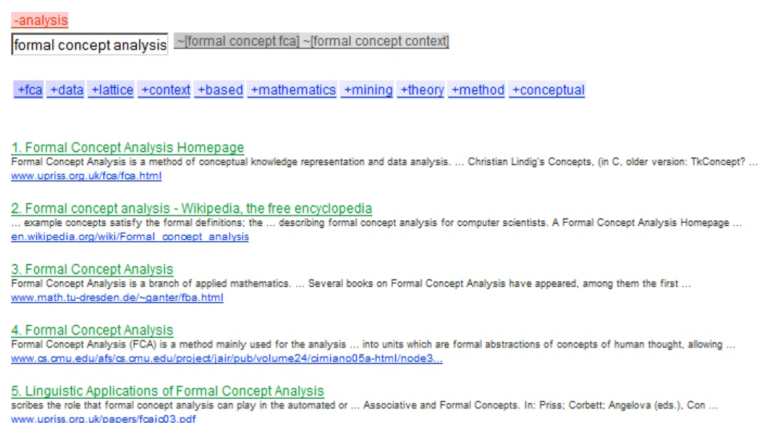 -analysis
formal concept analysis ~[formal concept fca] ~[formal concept context]
+fca +data +lattice +context +based +mathematics +mining +theory +method +conceptual
1. Formal Concept Analysis Homepage
Formal Concept Analysis is a method of conceptual knowledge representation and data analysis. ... Christian Lindig's Concepts, (in C, older version: TkConcept? ...
www.upriss.org.uk/fca/fca.html
2. Formal concept analysis - Wikipedia, the free encyclopedia
... example concepts satisfy the formal definitions; the ... describing formal concept analysis for computer scientists. A Formal Concept Analysis Homepage ...
en.wikipedia.org/wiki/Formal_concept_analysis
3. Formal Concept Analysis
Formal Concept Analysis is a branch of applied mathematics. ... Several books on Formal Concept Analysis have appeared, among them the first ...
www.math.tu-dresden.de/~ganter/fba.html
4. Formal Concept Analysis
Formal Concept Analysis (FCA) is a method mainly used for the analysis ... into units which are formal abstractions of concepts of human thought, allowing ...
www.cs.cmu.edu/afs/cs.cmu.edu/project/jair/pub/volume24/cimiano05a-html/node3...
5. Linguistic Applications of Formal Concept Analysis
scribes the role that formal concept analysis can play in the automated or ... Associative and Formal Concepts. In: Priss; Corbett; Angelova (eds.), Con ...
www.upriss.org.uk/papers/fcaic03.pdf